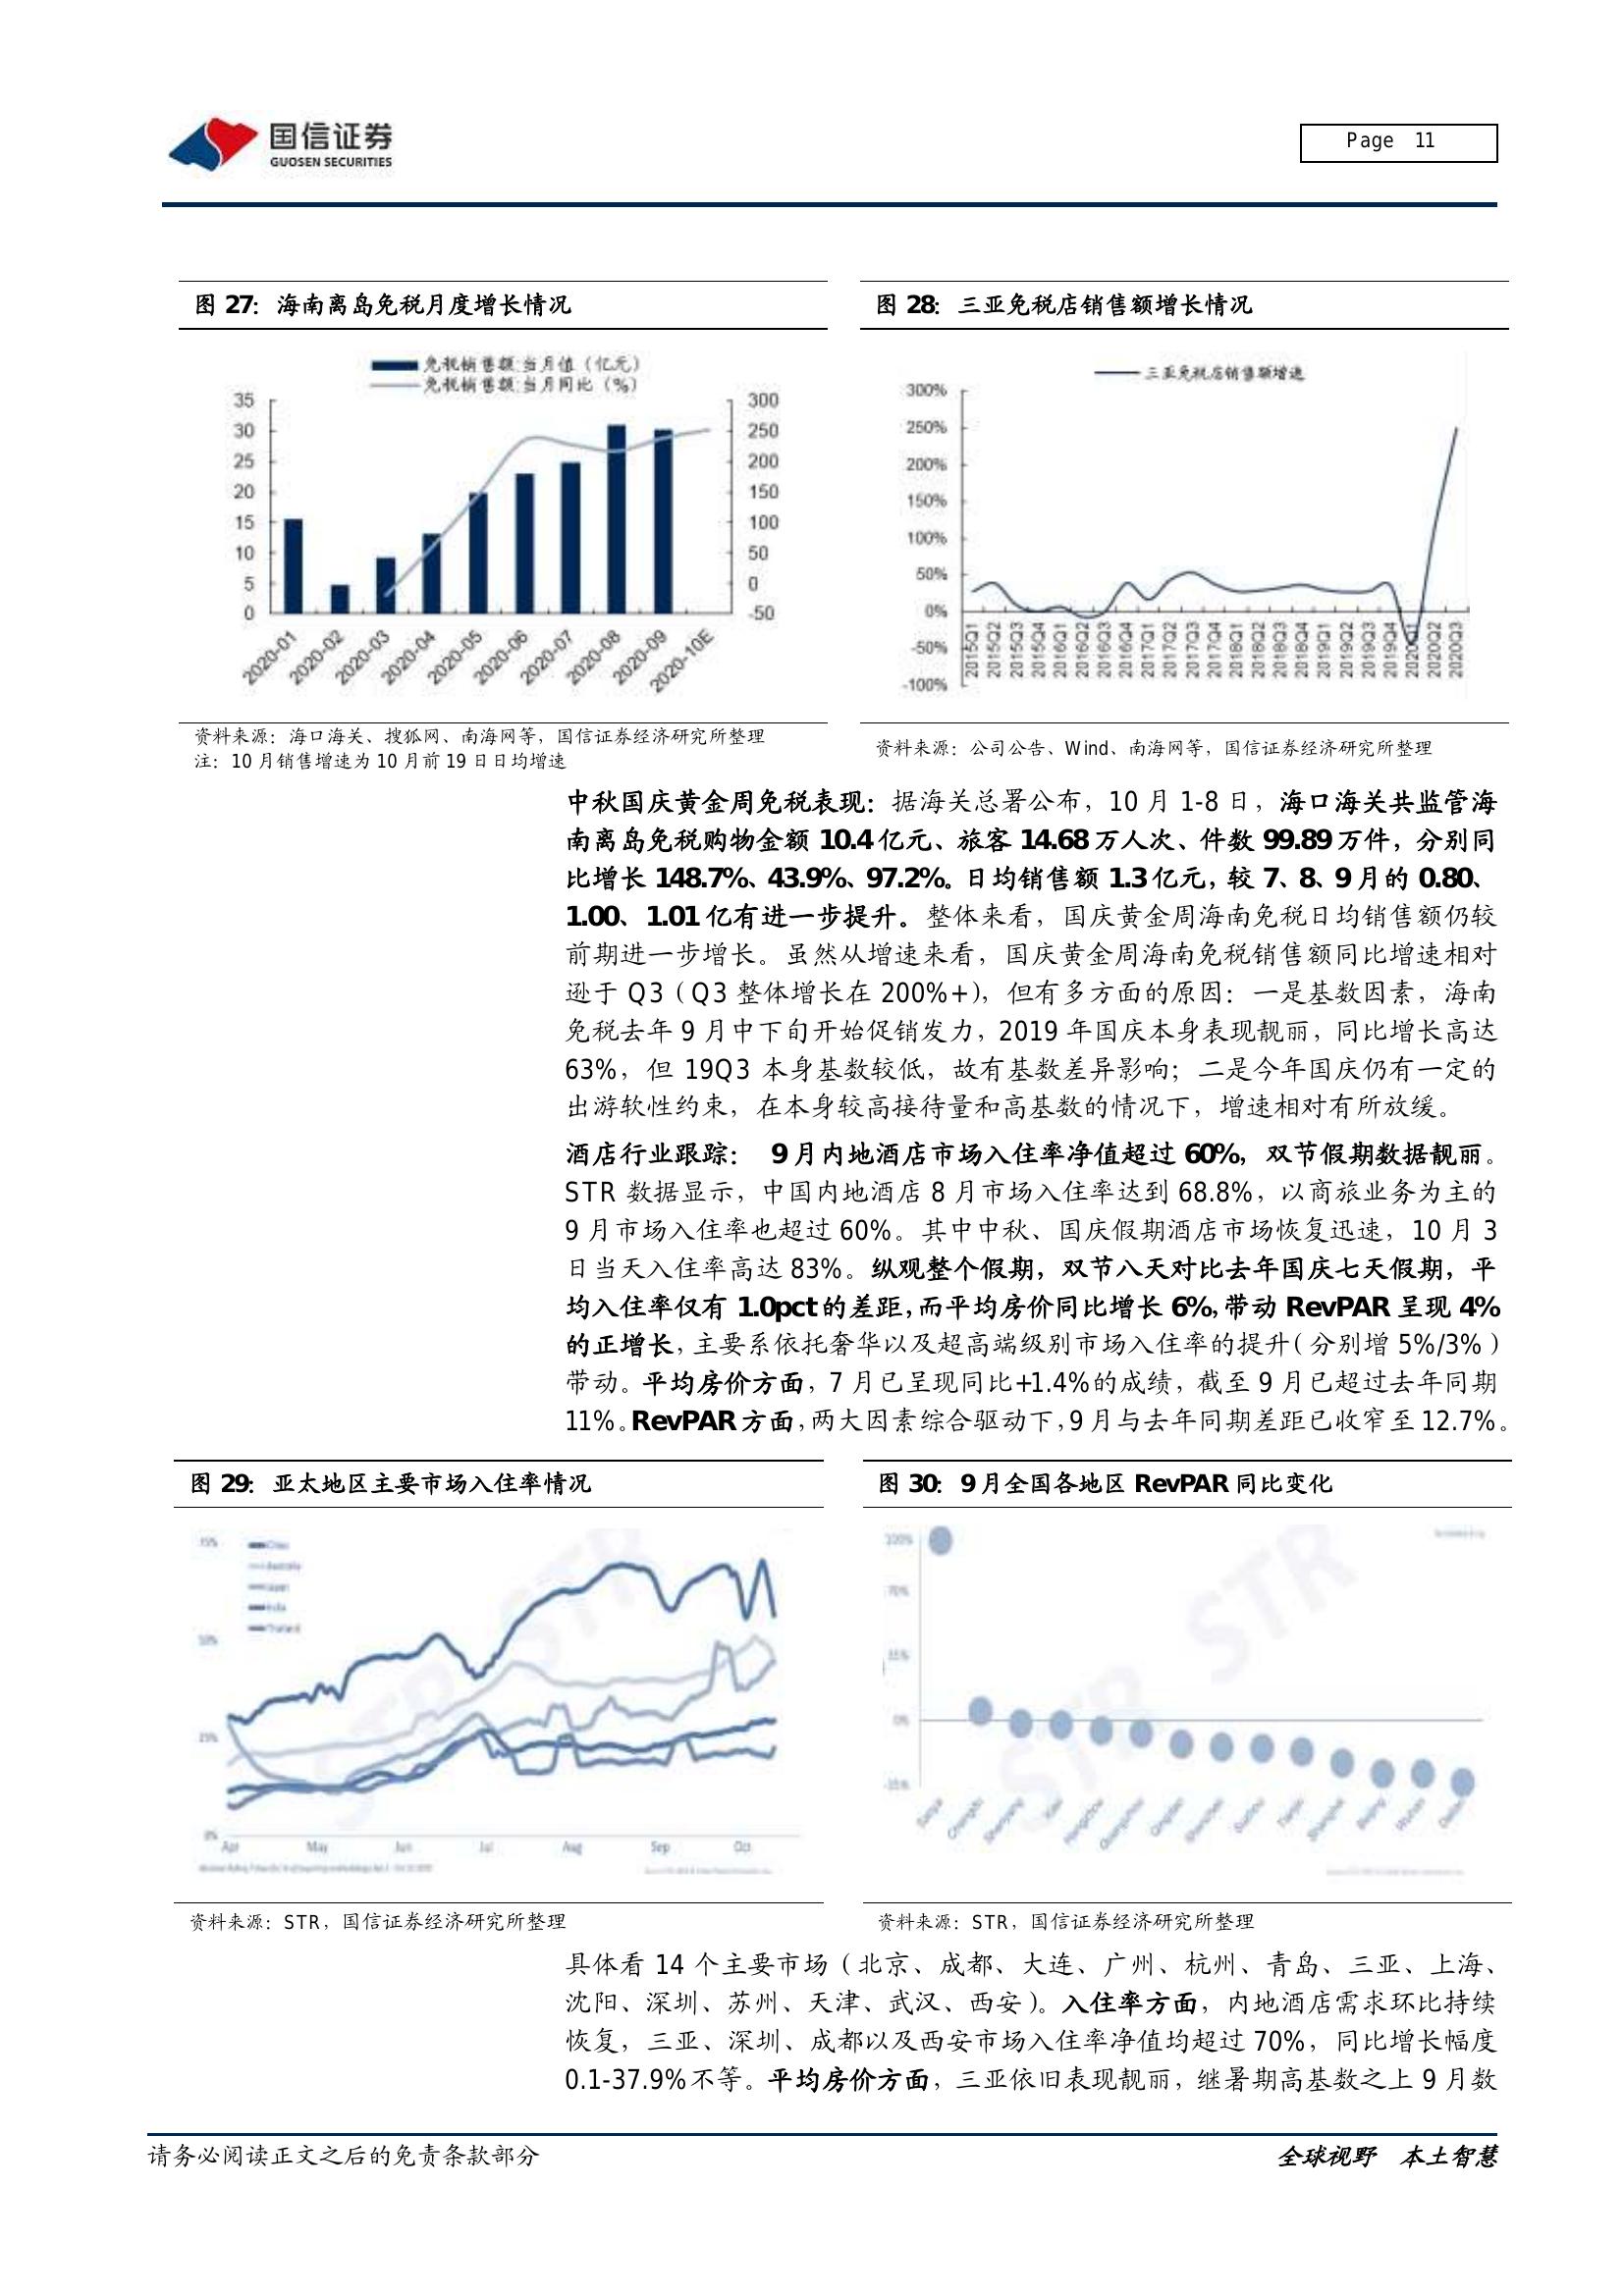 国信证券
GUOSEN SECURITIES
Page 11
图 27：海南离岛免税月度增长情况
免税销售额:当月值（亿元）
免税销售额:当月同比（%）
35
30
25
20
15
10
5
0
300
250
200
150
100
50
0
-50
2020-01
2020-02
2020-03
2020-04
2020-05
2020-06
2020-07
2020-08
2020-09
2020-10E
资料来源：海口海关、搜狐网、南海网等，国信证券经济研究所整理
注：10 月销售增速为 10 月前 19 日日均增速
图 28：三亚免税店销售额增长情况
三亚免税店销售额增速
300%
250%
200%
150%
100%
50%
0%
-50%
-100%
2015Q1
2015Q2
2015Q3
2015Q4
2016Q1
2016Q2
2016Q3
2016Q4
2017Q1
2017Q2
2017Q3
2017Q4
2018Q1
2018Q2
2018Q3
2018Q4
2019Q1
2019Q2
2019Q3
2019Q4
2020Q1
2020Q2
2020Q3
资料来源：公司公告、Wind、南海网等，国信证券经济研究所整理
中秋国庆黄金周免税表现：据海关总署公布，10 月 1-8 日，海口海关共监管海
南离岛免税购物金额 10.4 亿元、旅客 14.68 万人次、件数 99.89 万件，分别同
比增长 148.7%、43.9%、97.2%。日均销售额 1.3 亿元，较 7、8、9 月的 0.80、
1.00、1.01 亿有进一步提升。整体来看，国庆黄金周海南免税日均销售额仍较
前期进一步增长。虽然从增速来看，国庆黄金周海南免税销售额同比增速相对
逊于 Q3（Q3 整体增长在 200%+），但有多方面的原因：一是基数因素，海南
免税去年 9 月中下旬开始促销发力，2019 年国庆本身表现靓丽，同比增长高达
63%，但 19Q3 本身基数较低，故有基数差异影响；二是今年国庆仍有一定的
出游软性约束，在本身较高接待量和高基数的情况下，增速相对有所放缓。
酒店行业跟踪： 9 月内地酒店市场入住率净值超过 60%，双节假期数据靓丽。
STR 数据显示，中国内地酒店 8 月市场入住率达到 68.8%，以商旅业务为主的
9 月市场入住率也超过 60%。其中中秋、国庆假期酒店市场恢复迅速，10 月 3
日当天入住率高达 83%。纵观整个假期，双节八天对比去年国庆七天假期，平
均入住率仅有 1.0pct 的差距，而平均房价同比增长 6%，带动 RevPAR 呈现 4%
的正增长，主要系依托奢华以及超高端级别市场入住率的提升（分别增 5%/3%）
带动。平均房价方面，7 月已呈现同比+1.4%的成绩，截至 9 月已超过去年同期
11%。RevPAR 方面，两大因素综合驱动下，9 月与去年同期差距已收窄至 12.7%。
图 29：亚太地区主要市场入住率情况
75%
50%
25%
0%
China
Australia
Japan
India
Thailand
Apr
May
Jun
Jul
Aug
Sep
Oct
STR STR
资料来源：STR，国信证券经济研究所整理
图 30：9 月全国各地区 RevPAR 同比变化
100%
70%
35%
0%
-35%
Sanya
Chengdu
Shenyang
Xian
Hangzhou
Guangzhou
Qingdao
Shenzhen
Suzhou
Tianjin
Shanghai
Beijing
Wuhan
Dalian
STR STR
资料来源：STR，国信证券经济研究所整理
具体看 14 个主要市场（北京、成都、大连、广州、杭州、青岛、三亚、上海、
沈阳、深圳、苏州、天津、武汉、西安）。入住率方面，内地酒店需求环比持续
恢复，三亚、深圳、成都以及西安市场入住率净值均超过 70%，同比增长幅度
0.1-37.9%不等。平均房价方面，三亚依旧表现靓丽，继暑期高基数之上 9 月数
请务必阅读正文之后的免责条款部分
全球视野 本土智慧